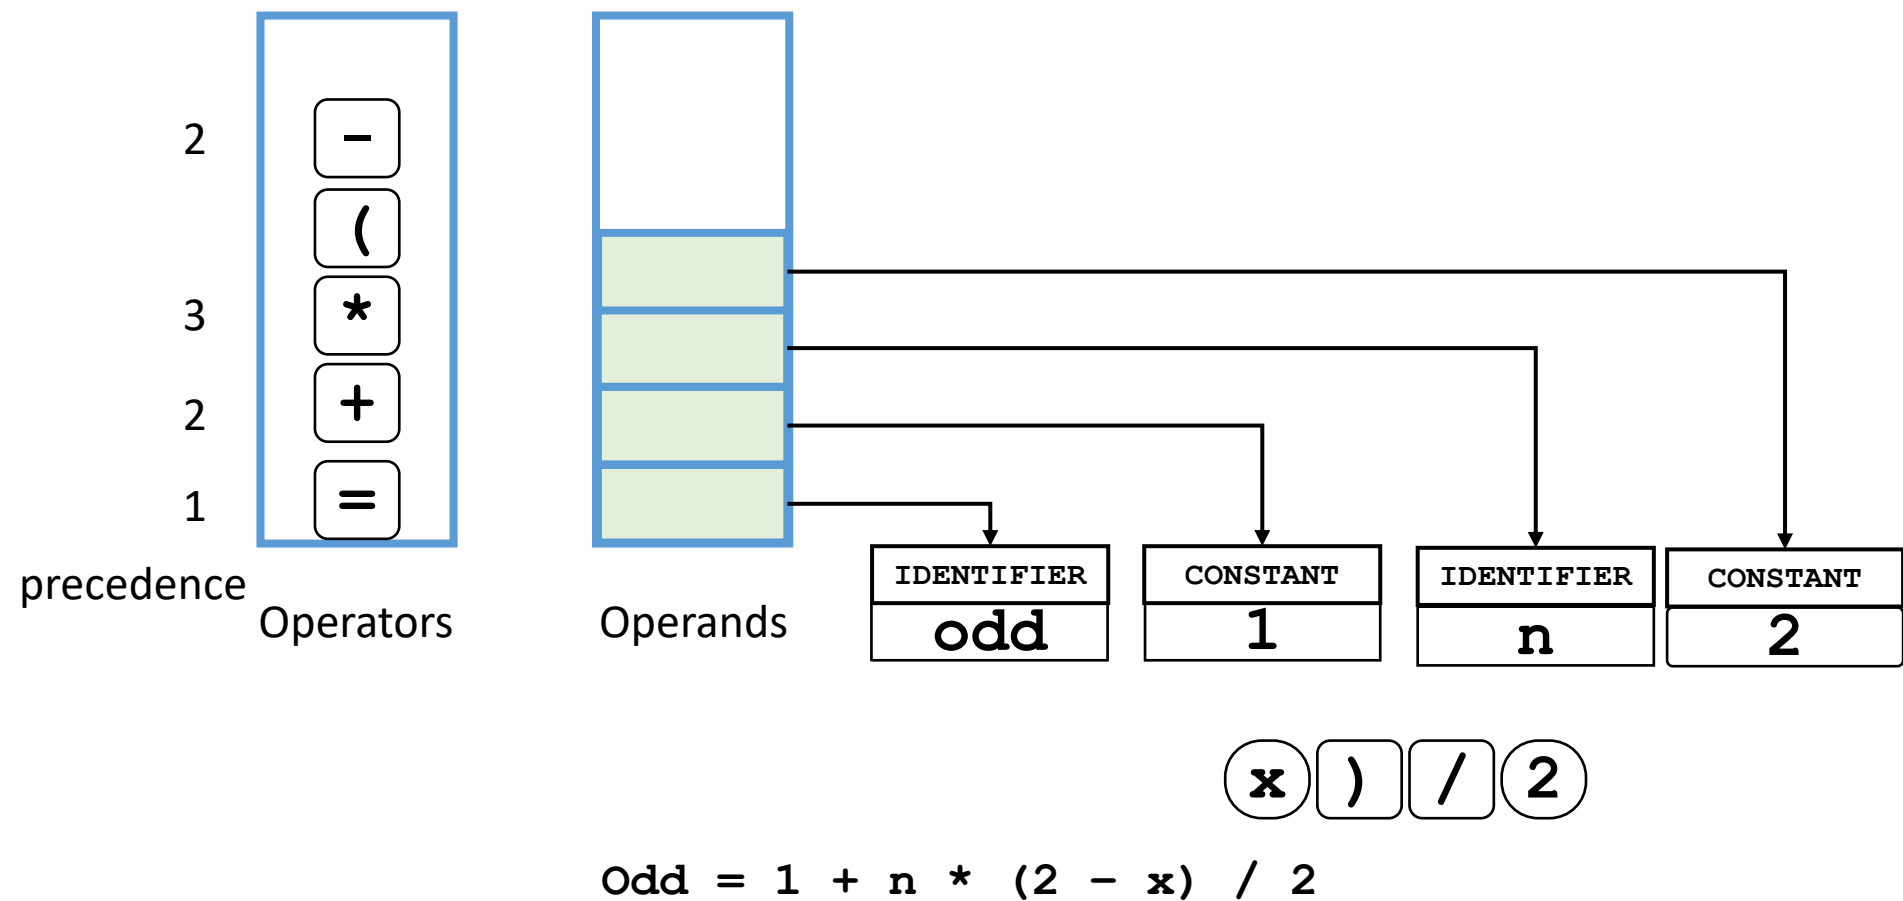 2 -
(
3 *
2 +
1 =
precedence
Operators
Operands
IDENTIFIER CONSTANT IDENTIFIER CONSTANT
odd 1 n 2
x ) / 2
Odd = 1 + n * (2 - x) / 2